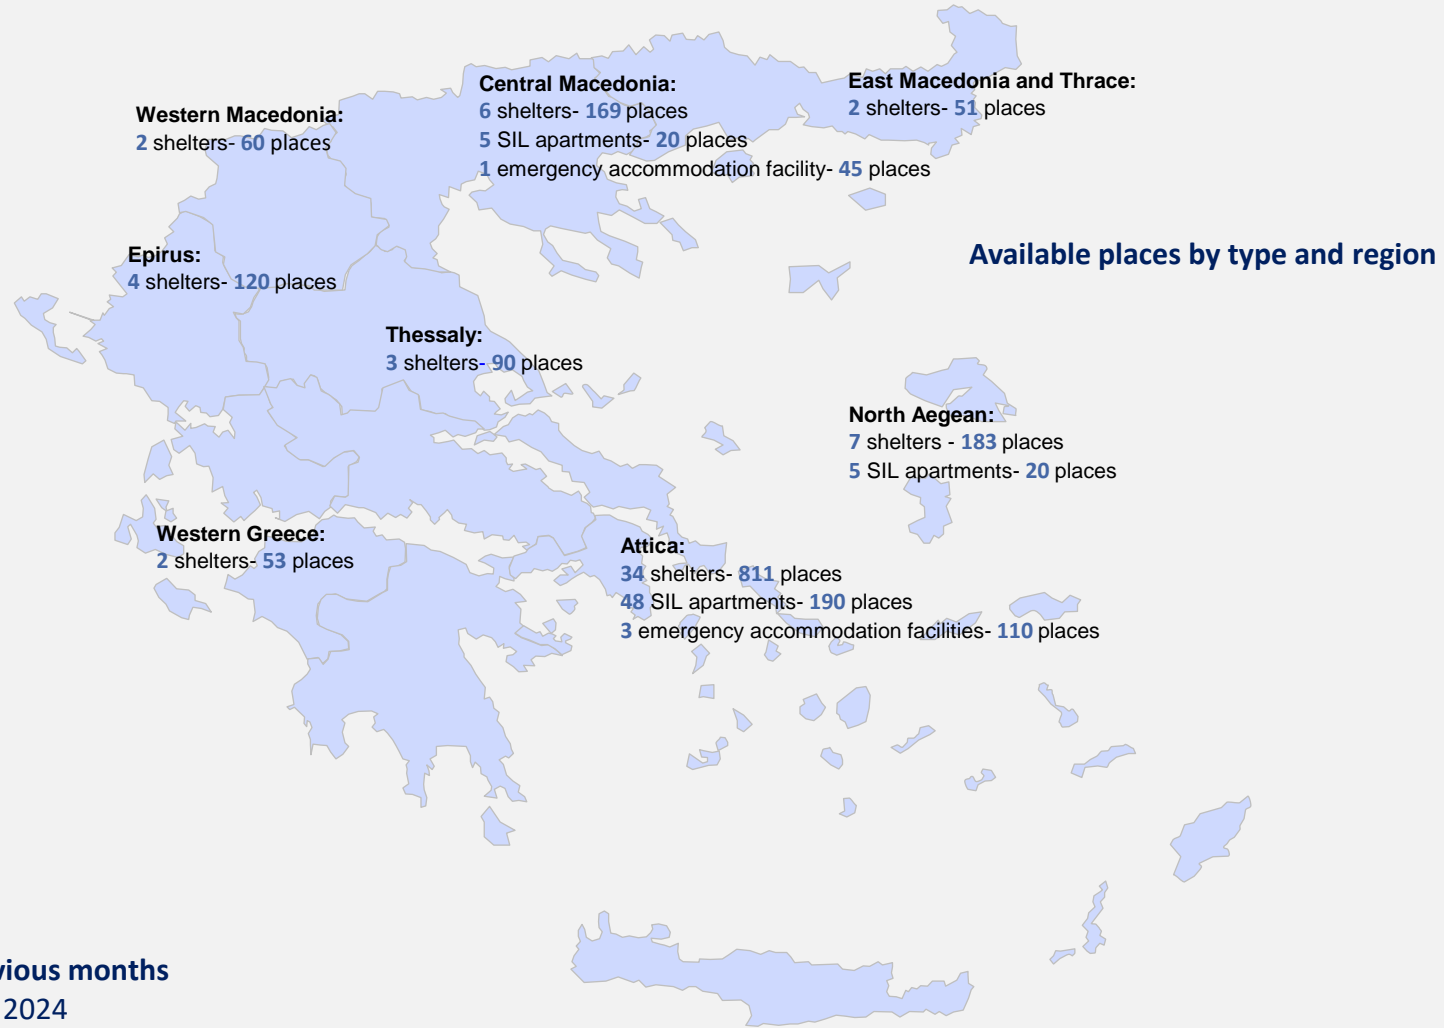 Central Macedonia:
6 shelters- 169 places
5 SIL apartments- 20 places
1 emergency accommodation facility- 45 places
East Macedonia and Thrace:
2 shelters- 51 places
Western Macedonia:
2 shelters- 60 places
Epirus:
4 shelters- 120 places
Available places by type and region
Thessaly:
3 shelters- 90 places
North Aegean:
7 shelters - 183 places
5 SIL apartments- 20 places
Western Greece:
2 shelters- 53 places
Attica:
34 shelters- 811 places
48 SIL apartments- 190 places
3 emergency accommodation facilities- 110 places
months
2024